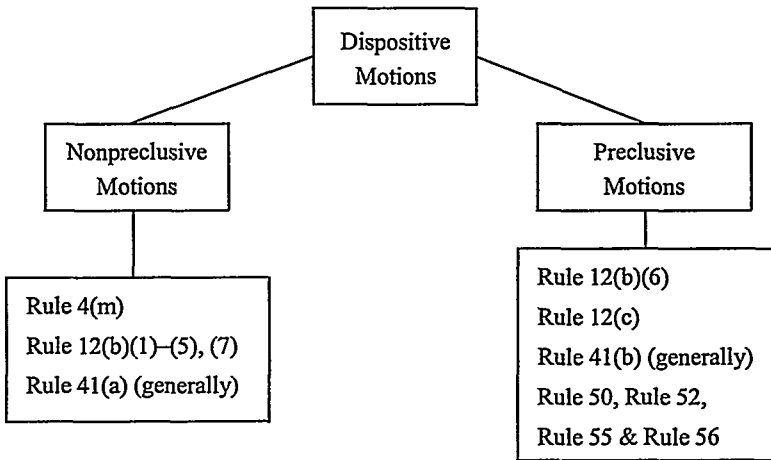 Dispositive
Motions
Nonpreclusive
Motions
Preclusive
Motions
Rule 4(m)
Rule 12(b)(1)–(5), (7)
Rule 41(a) (generally)
Rule 12(b)(6)
Rule 12(c)
Rule 41(b) (generally)
Rule 50, Rule 52,
Rule 55 & Rule 56